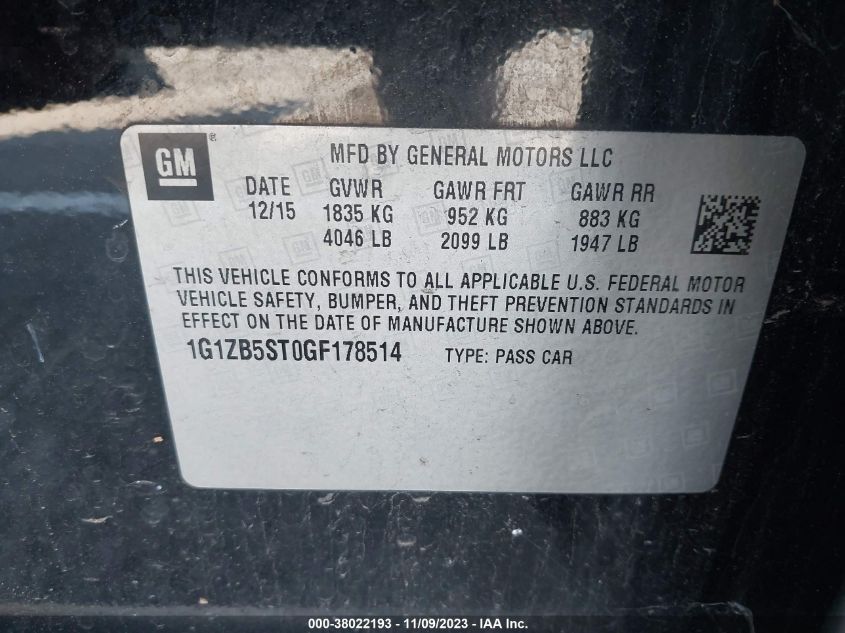 GM ®
MFD BY GENERAL MOTORS LLC
DATE GVWR GAWR FRT GAWR RR
12/15 1835 KG 952 KG 883 KG
4046 LB 2099 LB 1947 LB
THIS VEHICLE CONFORMS TO ALL APPLICABLE U.S. FEDERAL MOTOR
VEHICLE SAFETY, BUMPER, AND THEFT PREVENTION STANDARDS IN
EFFECT ON THE DATE OF MANUFACTURE SHOWN ABOVE.
1G1ZB5ST0GF178514 TYPE: PASS CAR
000-38022193 - 11/09/2023 - IAA Inc.